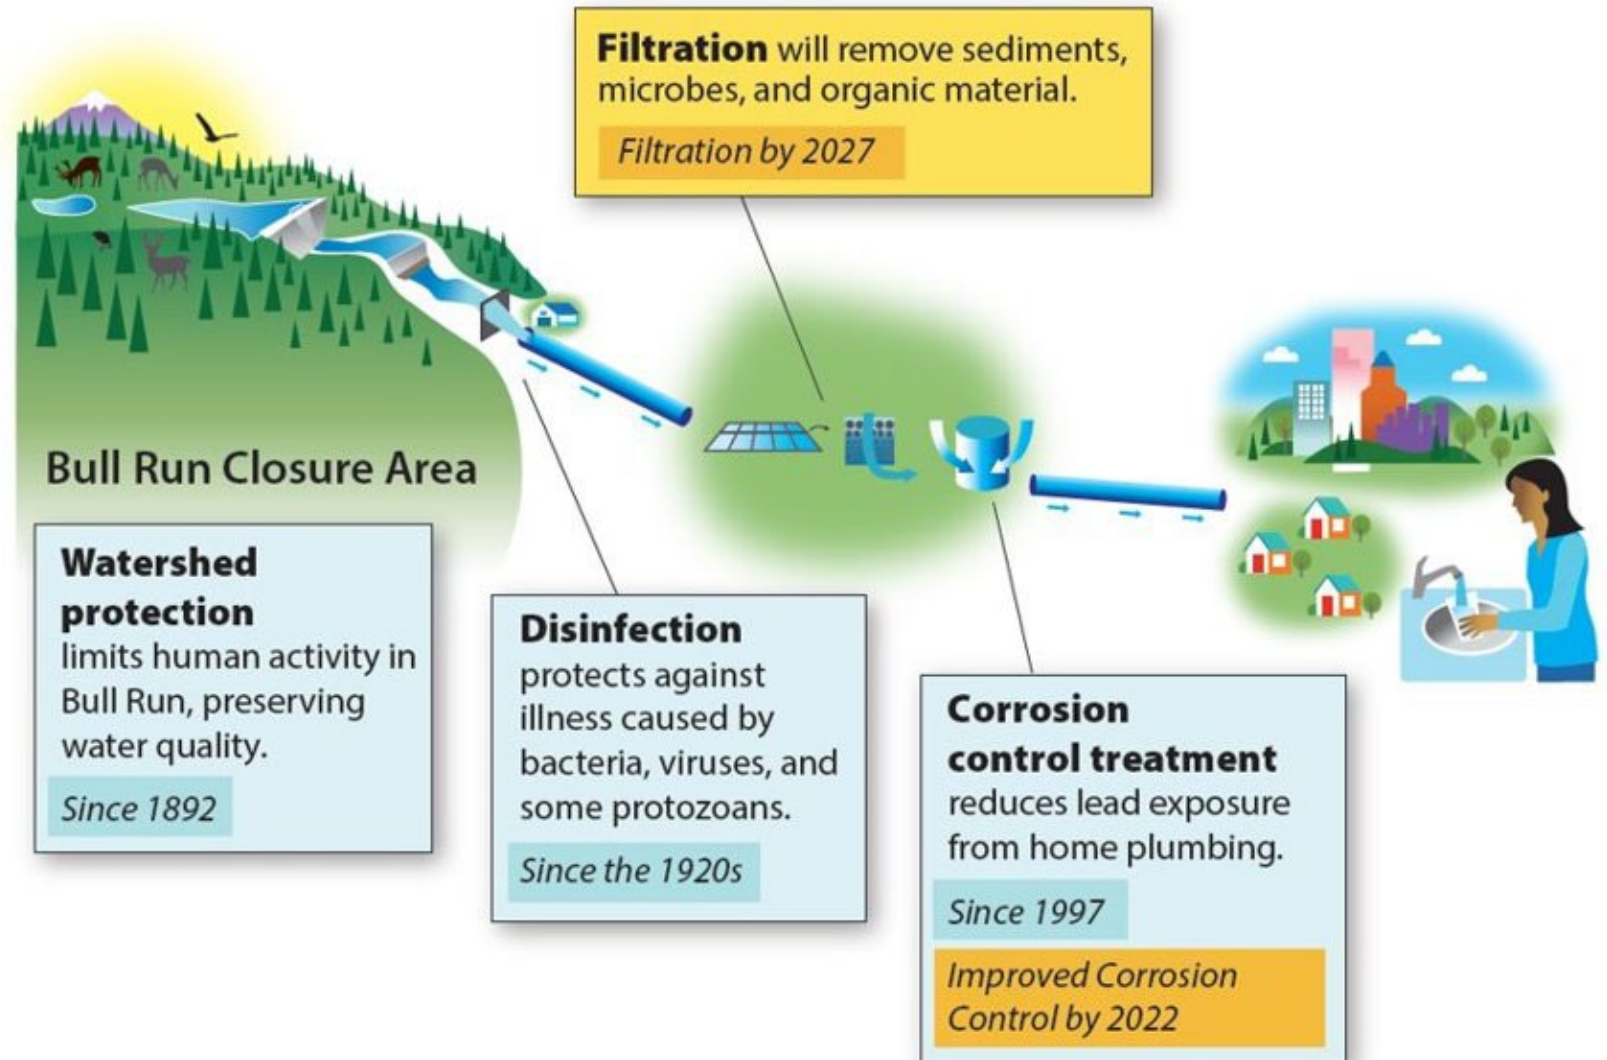 Filtration will remove sediments,
microbes, and organic material.
Filtration by 2027
Bull Run Closure Area
Watershed
protection
limits human activity in
Bull Run, preserving
water quality.
Since 1892
Disinfection
protects against
illness caused by
bacteria, viruses, and
some protozoans.
Since the 1920s
Corrosion
control treatment
reduces lead exposure
from home plumbing.
Since 1997
Improved Corrosion
Control by 2022